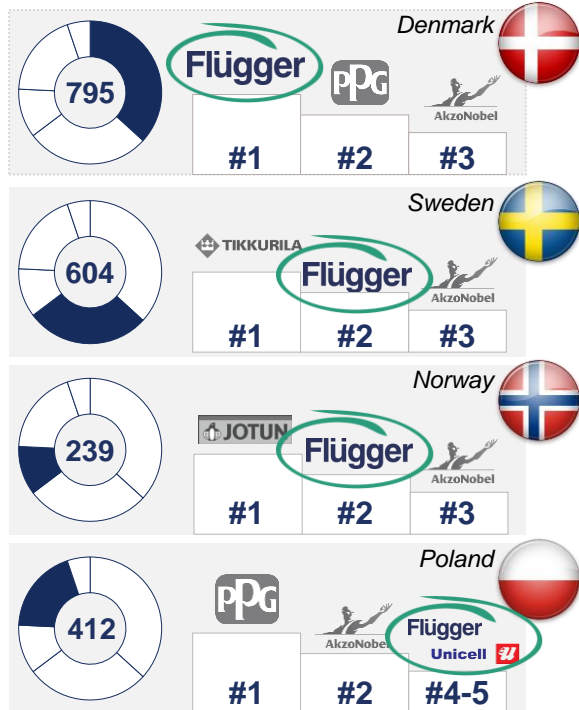 Denmark
795
Flügger
PPG
AkzoNobel
#1
#2
#3
Sweden
604
TIKKURILA
Flügger
AkzoNobel
#1
#2
#3
Norway
239
JOTUN
Flügger
AkzoNobel
#1
#2
#3
Poland
412
PPG
AkzoNobe
Flügger
Unicell u
#1
#2
#4-5